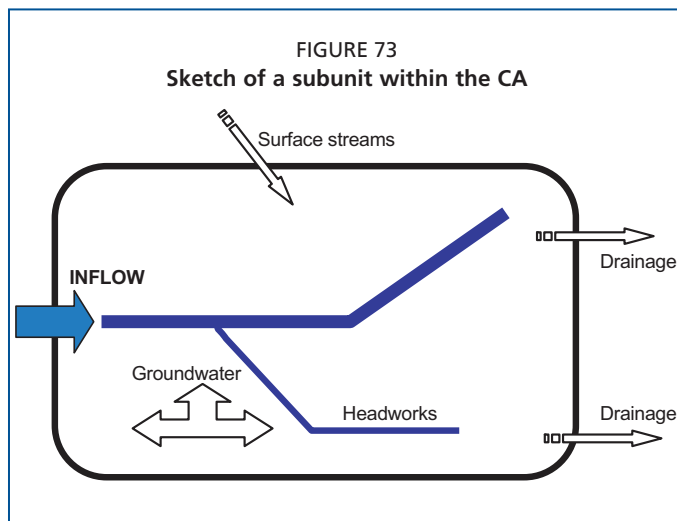 FIGURE 73
Sketch of a subunit within the CA
Surface streams
INFLOW
Drainage
Groundwater
Headworks
Drainage